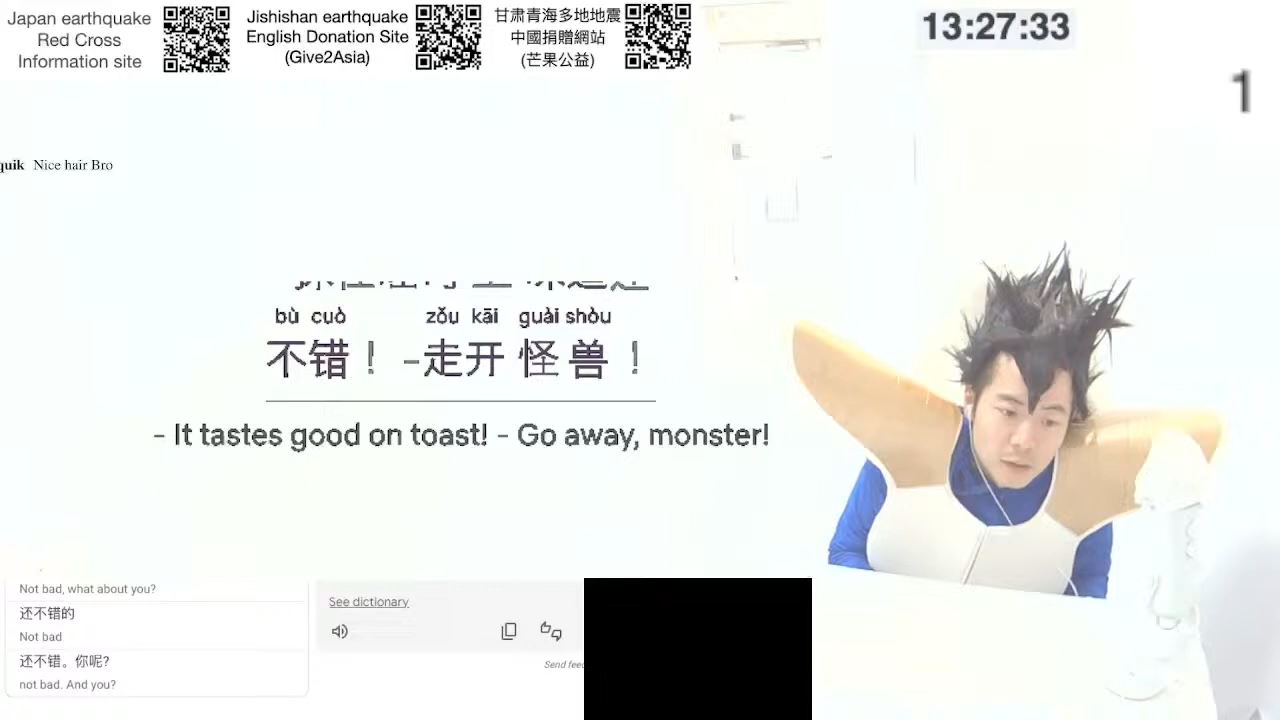 Japan earthquake
Red Cross
Information site
Jishishan earthquake
English Donation Site
(Give2Asia)
甘肃青海多地地震
中國捐贈網站
(芒果公益)
13:27:33
1
quik Nice hair Bro
bù cuò zǒu kāi guài shòu
不错！-走开 怪 兽！
- It tastes good on toast! - Go away, monster!
Not bad, what about you?
还不错的
Not bad
还不错。你呢?
not bad. And you?
See dictionary
Send